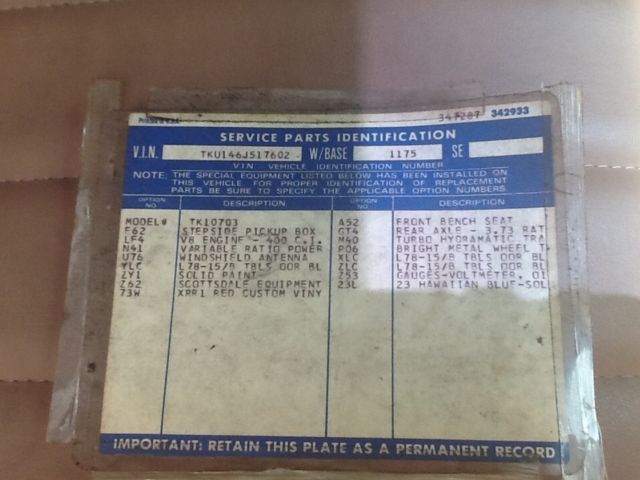 347287 342933
SERVICE PARTS IDENTIFICATION
V.I.N. TKU146J517602 W/BASE 1175 SE
V.I.N. VEHICLE IDENTIFICATION NUMBER
NOTE: THE SPECIAL EQUIPMENT LISTED BELOW HAS BEEN INSTALLED ON
THIS VEHICLE. FOR PROPER IDENTIFICATION OF REPLACEMENT
PARTS BE SURE TO SPECIFY THE APPLICABLE OPTION NUMBERS.
OPTION NO. DESCRIPTION OPTION NO. DESCRIPTION
MODEL# TK10703 A52 FRONT BENCH SEAT
E62 STEPSIDE PICKUP BOX GT4 REAR AXLE - 3.73 RAT
LF4 V8 ENGINE - 400 C.I. M40 TURBO HYDRAMATIC TRA
N41 VARIABLE RATIO POWER P06 BRIGHT METAL WHEEL T
U76 WINDSHIELD ANTENNA XLC L78-15/B TBLS OOR BL
YLC L78-15/B TBLS OOR BL ZLC L78-15/B TBLS OOR BL
ZY1 SOLID PAINT Z53 GAUGES-VOLTMETER, OI
Z62 SCOTTSDALE EQUIPMENT 23L 23 HAWAIIAN BLUE-SOL
73W XRR1 RED CUSTOM VINY
IMPORTANT: RETAIN THIS PLATE AS A PERMANENT RECORD